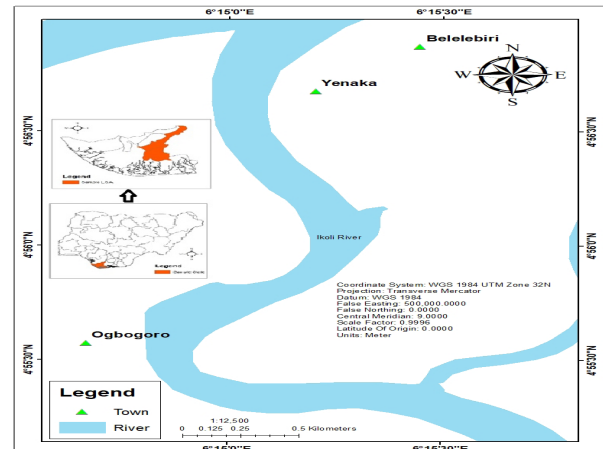 6°15'0"E
6°15'30"E
Belelebiri
N
W
E
S
Yenaka
4°56'30"N
4°56'30"N
Legend
Ikoli River
4°56'0"N
4°56'0"N
Coordinate System: WGS 1984 UTM Zone 32N
Projection: Transverse Mercator
Datum: WGS 1984
False Easting: 500,000.0000
False Northing: 0.0000
Central Meridian: 9.0000
Scale Factor: 0.9996
Latitude Of Origin: 0.0000
Units: Meter
Legend
Ogbogoro
4°55'30"N
4°55'30"N
Legend
Town
River
1:12,500
0 0.125 0.25 0.5 Kilometers
6°15'0"E
6°15'30"E